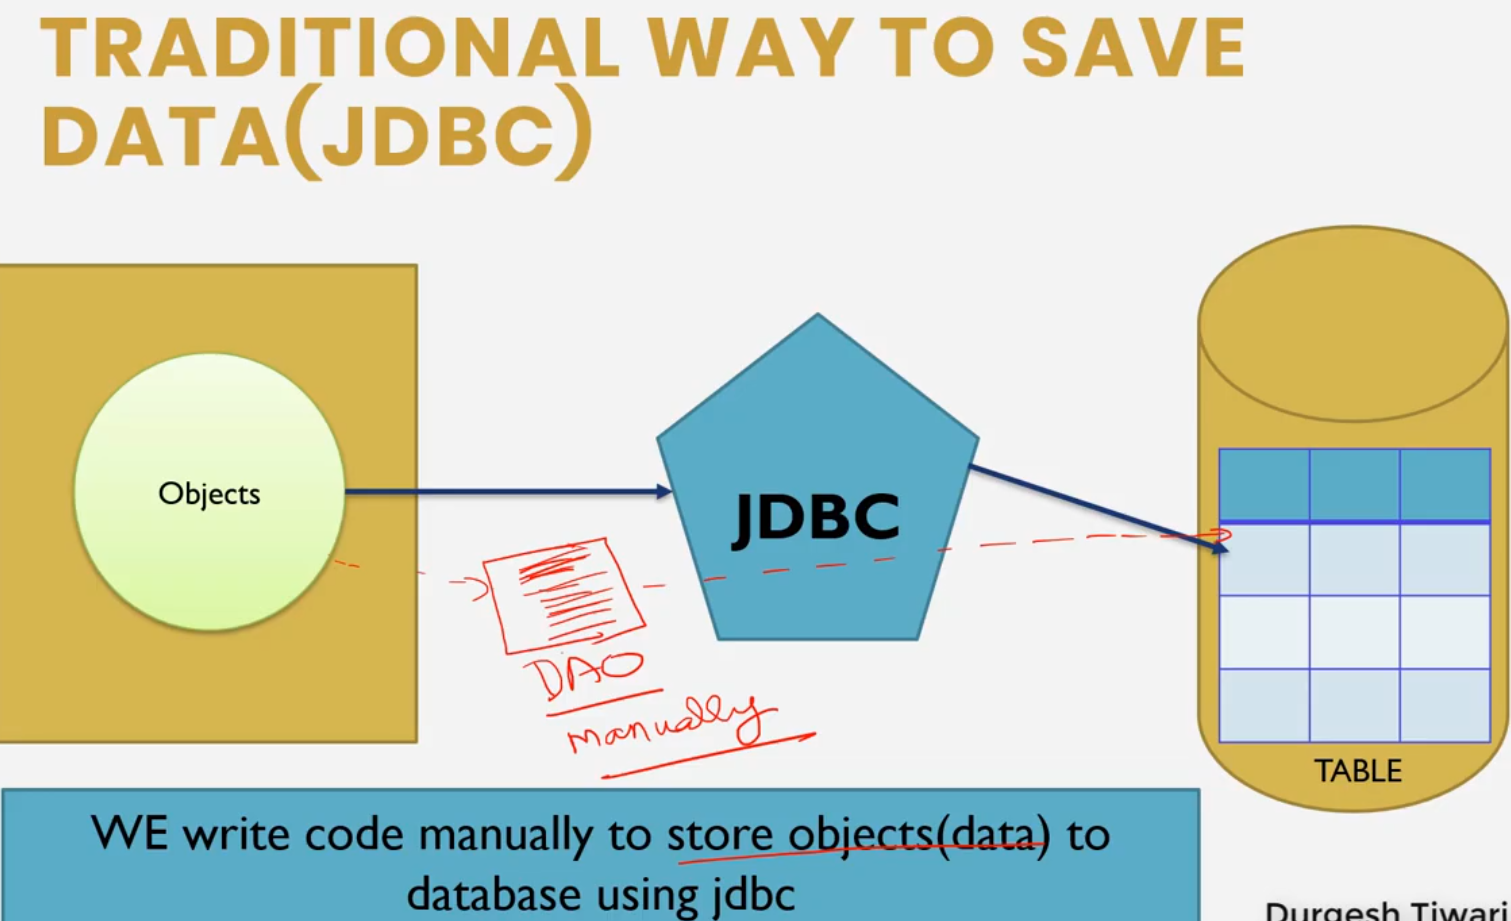 TRADITIONAL WAY TO SAVE
DATA(JDBC)
Objects
JDBC
DAO
manually
TABLE
WE write code manually to store objects(data) to
database using jdbc
Durgesh Tiwari